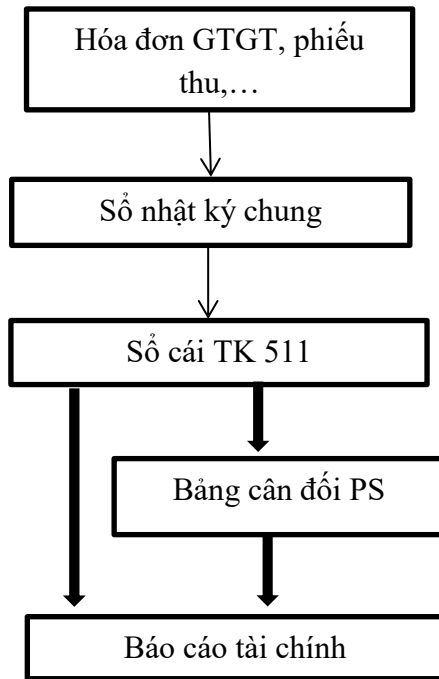 Hóa đơn GTGT, phiếu
thu,…
Sổ nhật ký chung
Sổ cái TK 511
Bảng cân đối PS
Báo cáo tài chính